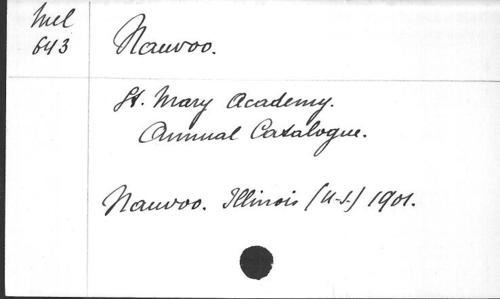 Mel
643
Nauvoo.
St. Mary Academy.
Annual Catalogue.
Nauvoo. Illinois (U.S.) 1901.